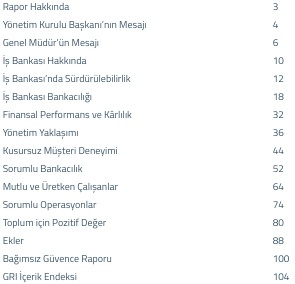 Rapor Hakkında 3
Yönetim Kurulu Başkanı'nın Mesajı 4
Genel Müdür'ün Mesajı 6
İş Bankası Hakkında 10
İş Bankası'nda Sürdürülebilirlik 12
İş Bankası Bankacılığı 18
Finansal Performans ve Kârlılık 32
Yönetim Yaklaşımı 36
Kusursuz Müşteri Deneyimi 44
Sorumlu Bankacılık 52
Mutlu ve Üretken Çalışanlar 64
Sorumlu Operasyonlar 74
Toplum için Pozitif Değer 80
Ekler 88
Bağımsız Güvence Raporu 100
GRI İçerik Endeksi 104